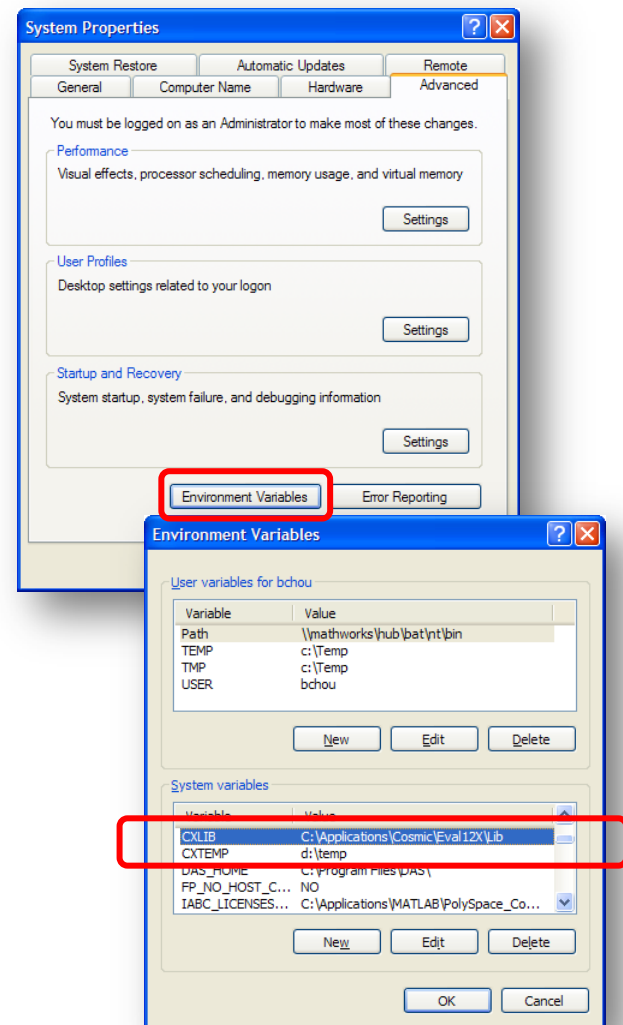 System Properties
System Restore Automatic Updates Remote
General Computer Name Hardware Advanced
You must be logged on as an Administrator to make most of these changes.
Performance
Visual effects, processor scheduling, memory usage, and virtual memory
Settings
User Profiles
Desktop settings related to your logon
Settings
Startup and Recovery
System startup, system failure, and debugging information
Settings
Environment Variables Error Reporting
Environment Variables
User variables for bchou
Variable Value
Path \\mathworks\hub\bat\nt\bin
TEMP c:\Temp
TMP c:\Temp
USER bchou
New Edit Delete
System variables
Variable Value
CXLIB C:\Applications\Cosmic\Eval12X\Lib
CXTEMP d:\temp
DAS_HOME C:\Program Files\DAS\
FP_NO_HOST_C... NO
IABC_LICENSES... C:\Applications\MATLAB\PolySpace_Co...
New Edit Delete
OK Cancel